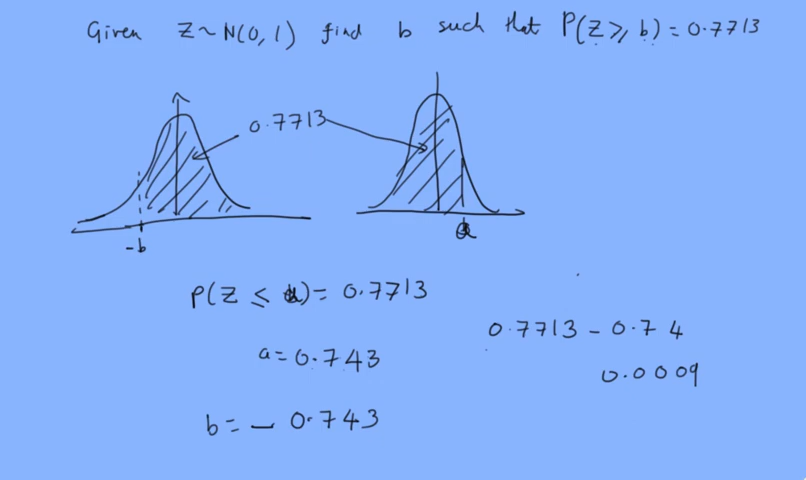 Given Z~N(0,1) find b such that P(Z≥b)=0.7713
0.7713
-b
a
P(Z ≤ a)= 0.7713
a=0.743
b= - 0.743
0.7713 - 0.74
0.0009